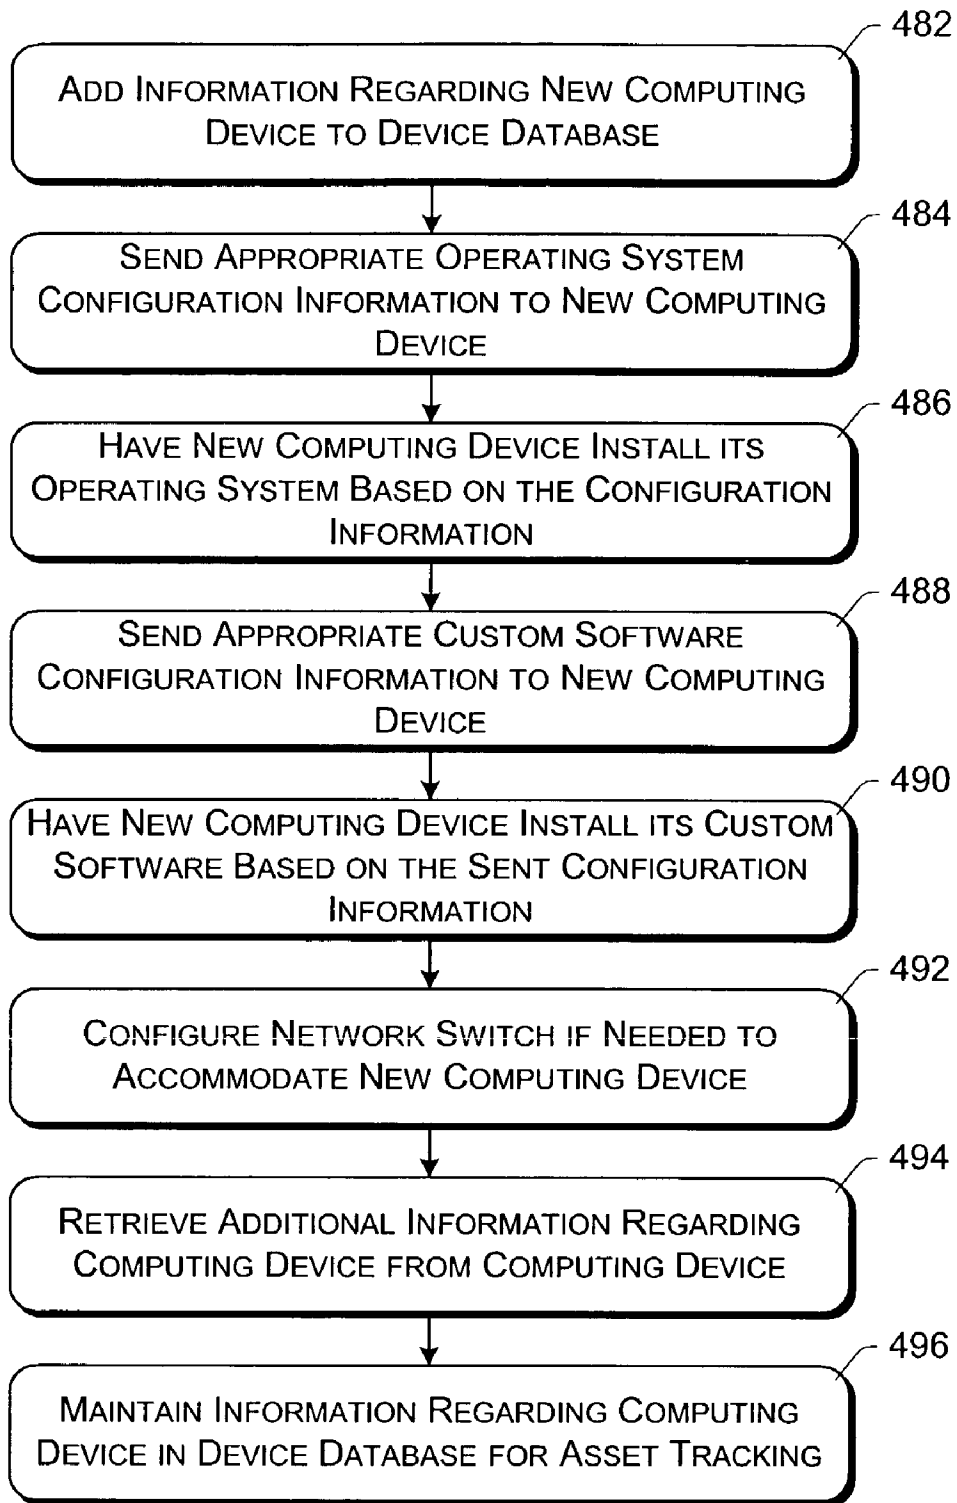 482
ADD INFORMATION REGARDING NEW COMPUTING
DEVICE TO DEVICE DATABASE
484
SEND APPROPRIATE OPERATING SYSTEM
CONFIGURATION INFORMATION TO NEW COMPUTING
DEVICE
486
HAVE NEW COMPUTING DEVICE INSTALL ITS
OPERATING SYSTEM BASED ON THE CONFIGURATION
INFORMATION
488
SEND APPROPRIATE CUSTOM SOFTWARE
CONFIGURATION INFORMATION TO NEW COMPUTING
DEVICE
490
HAVE NEW COMPUTING DEVICE INSTALL ITS CUSTOM
SOFTWARE BASED ON THE SENT CONFIGURATION
INFORMATION
492
CONFIGURE NETWORK SWITCH IF NEEDED TO
ACCOMMODATE NEW COMPUTING DEVICE
494
RETRIEVE ADDITIONAL INFORMATION REGARDING
COMPUTING DEVICE FROM COMPUTING DEVICE
496
MAINTAIN INFORMATION REGARDING COMPUTING
DEVICE IN DEVICE DATABASE FOR ASSET TRACKING